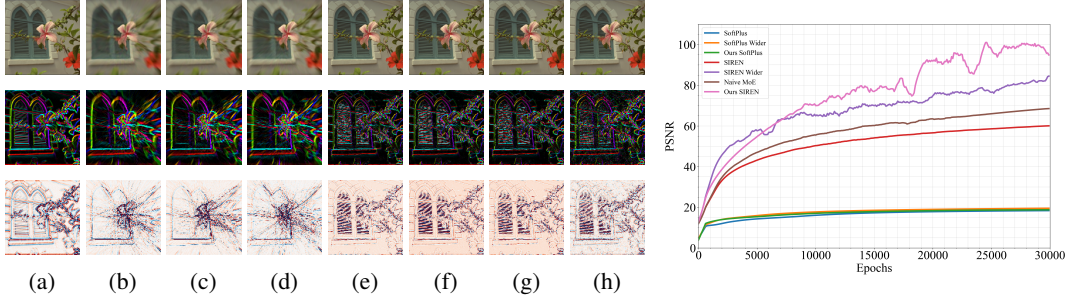 (a) (b) (c) (d) (e) (f) (g) (h)
SoftPlus
SoftPlus Wider
Ours SoftPlus
SIREN
SIREN Wider
Naive MoE
Ours SIREN
PSNR
100
80
60
40
20
0
0 5000 10000 15000 20000 25000 30000
Epochs